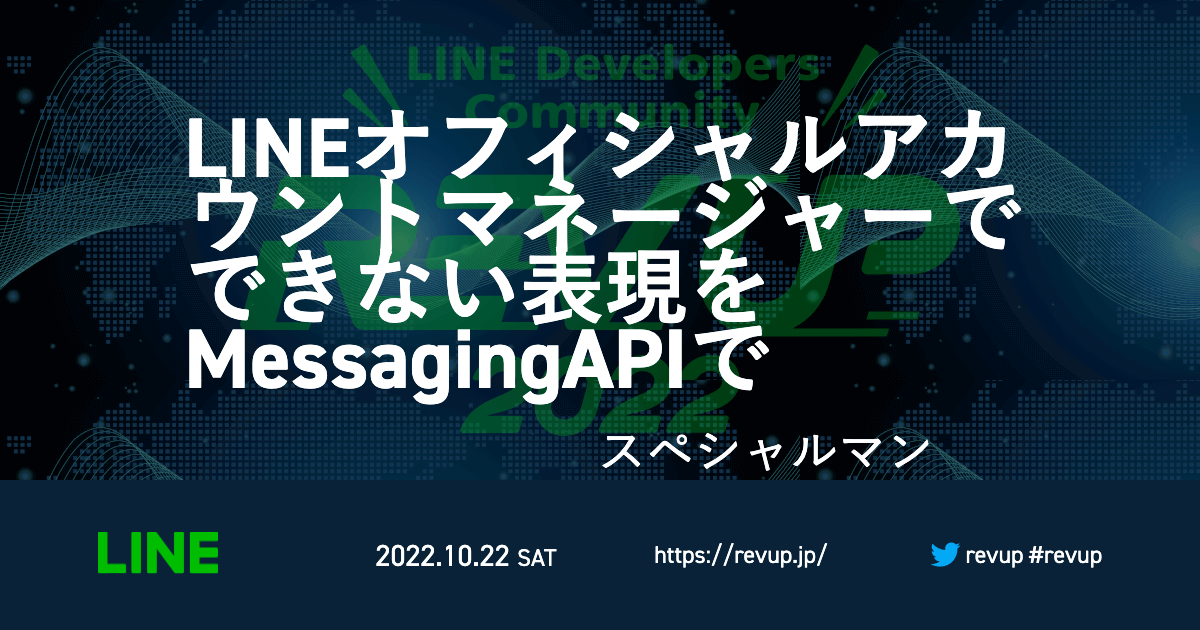 LINE Developers
Community
REVUP
2022
LINEオフィシャルアカ
ウントマネージャーで
できない表現を
MessagingAPIで
スペシャルマン
LINE
2022.10.22 SAT
https://revup.jp/
revup #revup